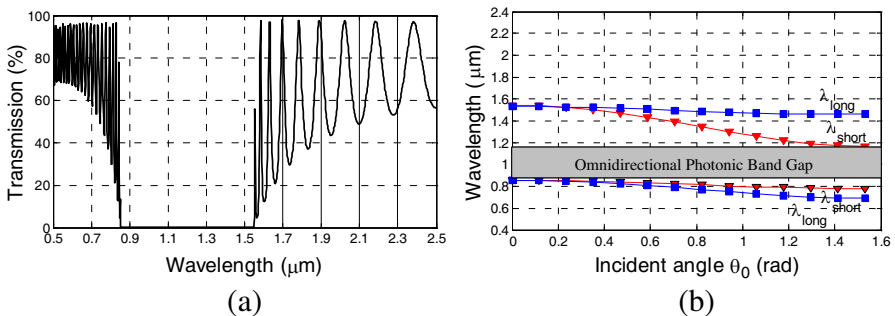 Transmission (%)
100
80
60
40
20
0
0.5 0.7 0.9 1.1 1.3 1.5 1.7 1.9 2.1 2.3 2.5
Wavelength (μm)
(a)
Wavelength (μm)
2.4
2.2
2
1.8
1.6
1.4
1.2
1
0.8
0.6
0.4
λlong
λshort
Omnidirectional Photonic Band Gap
λshort
λlong
0 0.2 0.4 0.6 0.8 1 1.2 1.4 1.6
Incident angle θ0 (rad)
(b)